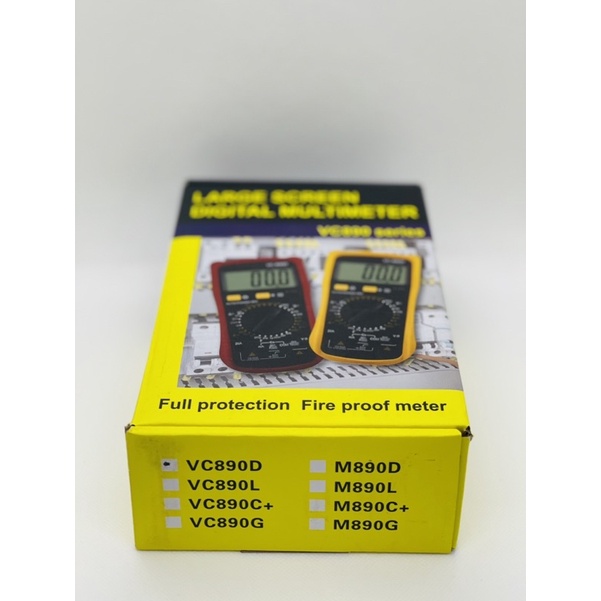 LARGE SCREEN
DIGITAL MULTIMETER
VC890 series
Full protection Fire proof meter
VC890D M890D
VC890L M890L
VC890C+ M890C+
VC890G M890G